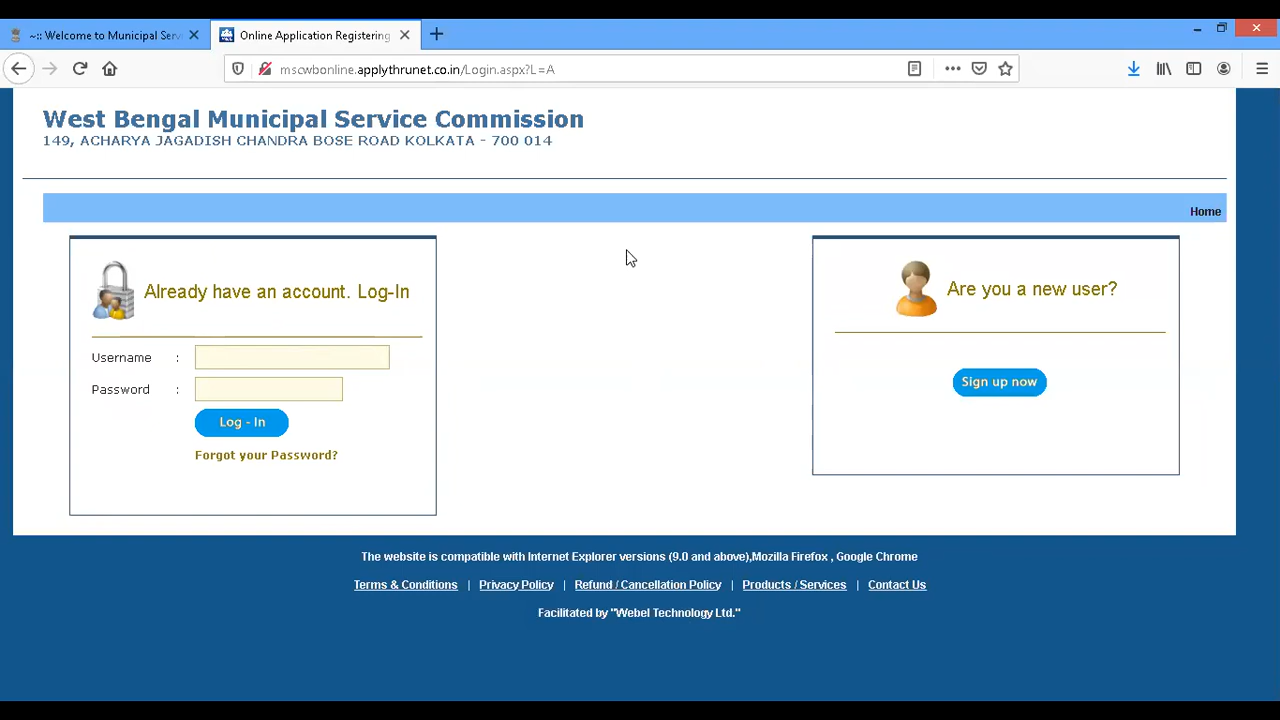 ~:: Welcome to Municipal Serv
Online Application Registering
mscwbonline.applythrunet.co.in/Login.aspx?L=A
West Bengal Municipal Service Commission
149, ACHARYA JAGADISH CHANDRA BOSE ROAD KOLKATA - 700 014
Home
Already have an account. Log-In
Username :
Password :
Log - In
Forgot your Password?
Are you a new user?
Sign up now
The website is compatible with Internet Explorer versions (9.0 and above),Mozilla Firefox , Google Chrome
Terms & Conditions | Privacy Policy | Refund / Cancellation Policy | Products / Services | Contact Us
Facilitated by "Webel Technology Ltd."